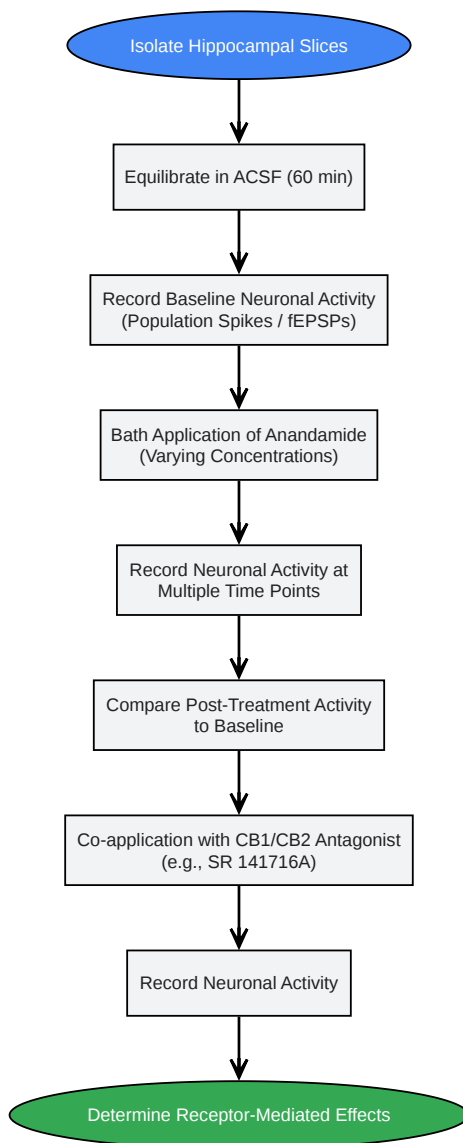 Isolate Hippocampal Slices
Equilibrate in ACSF (60 min)
Record Baseline Neuronal Activity
(Population Spikes / fEPSPs)
Bath Application of Anandamide
(Varying Concentrations)
Record Neuronal Activity at
Multiple Time Points
Compare Post-Treatment Activity
to Baseline
Co-application with CB1/CB2 Antagonist
(e.g., SR 141716A)
Record Neuronal Activity
Determine Receptor-Mediated Effects